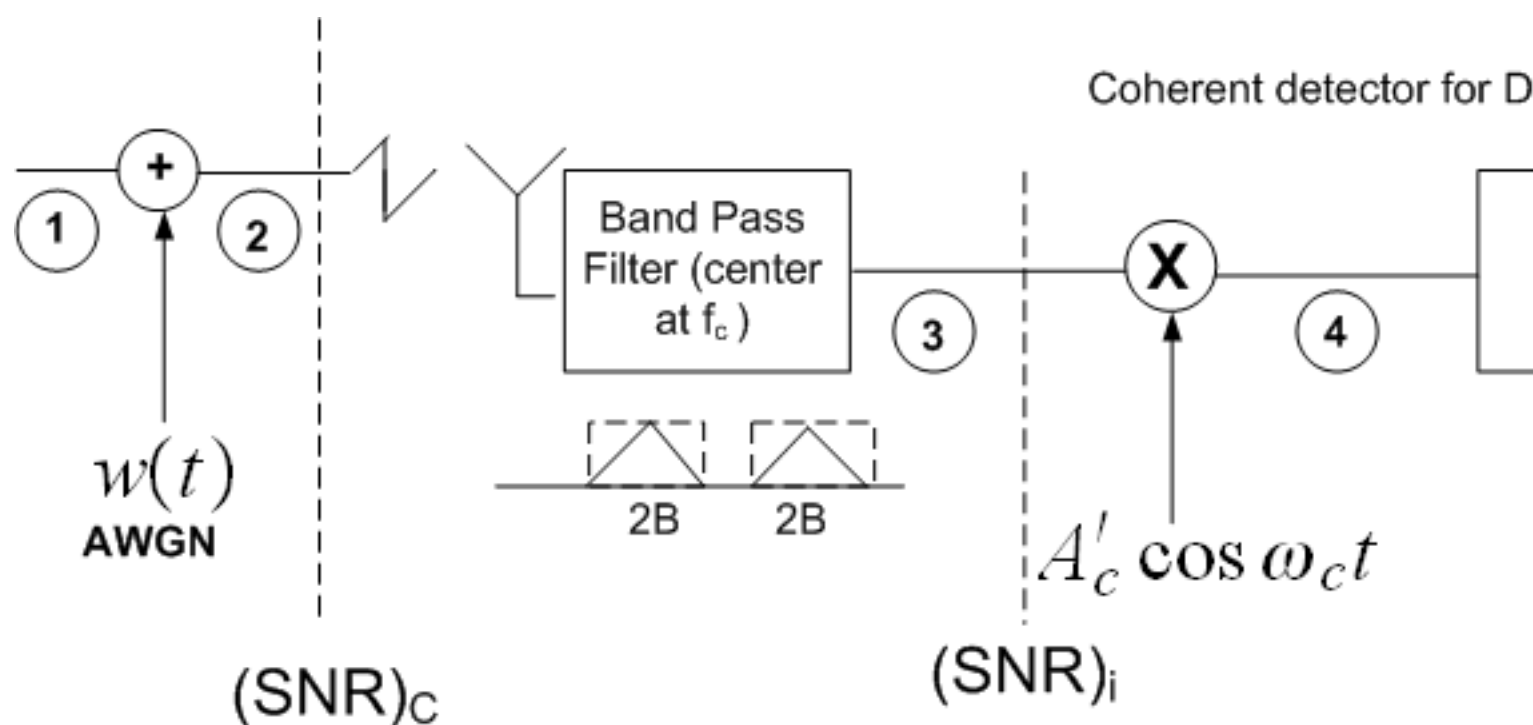 Coherent detector for D
+
1
2
Band Pass
Filter (center
at fc )
3
X
4
w(t)
AWGN
2B
2B
A'c cos ωct
(SNR)C
(SNR)i